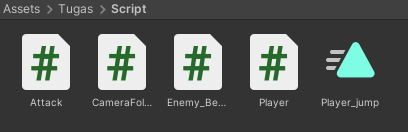 Assets > Tugas > Script
Attack
CameraFol...
Enemy_Be...
Player
Player_jump